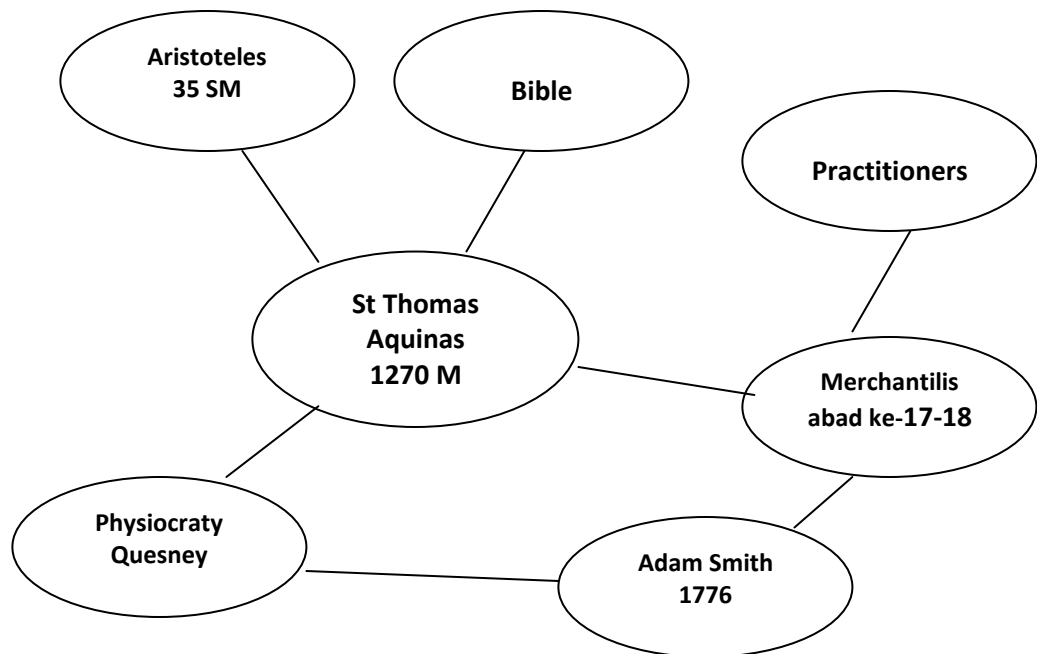 Aristoteles
35 SM
Bible
Practitioners
St Thomas
Aquinas
1270 M
Merchantilis
abad ke-17-18
Physiocraty
Quesney
Adam Smith
1776